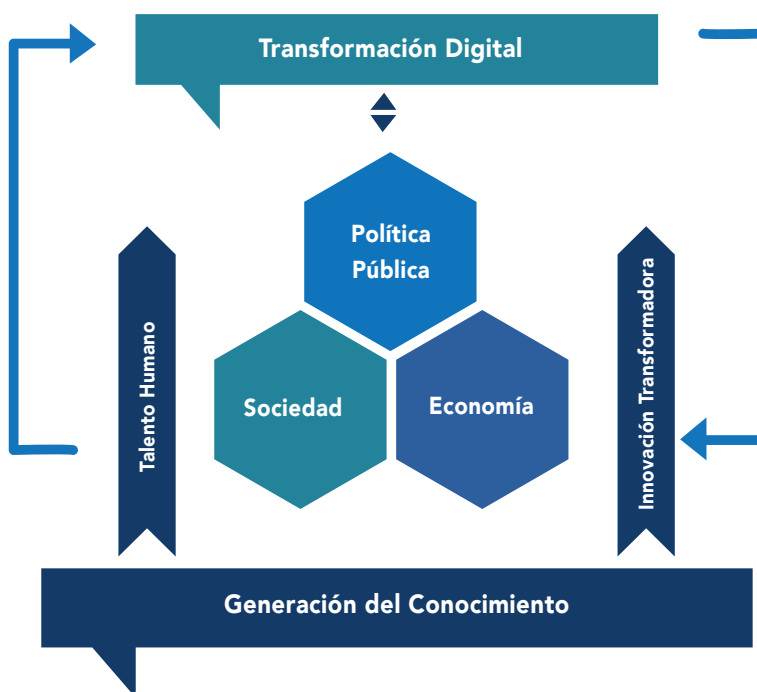 Transformación Digital
Política
Pública
Sociedad
Economía
Talento Humano
Innovación Transformadora
Generación del Conocimiento